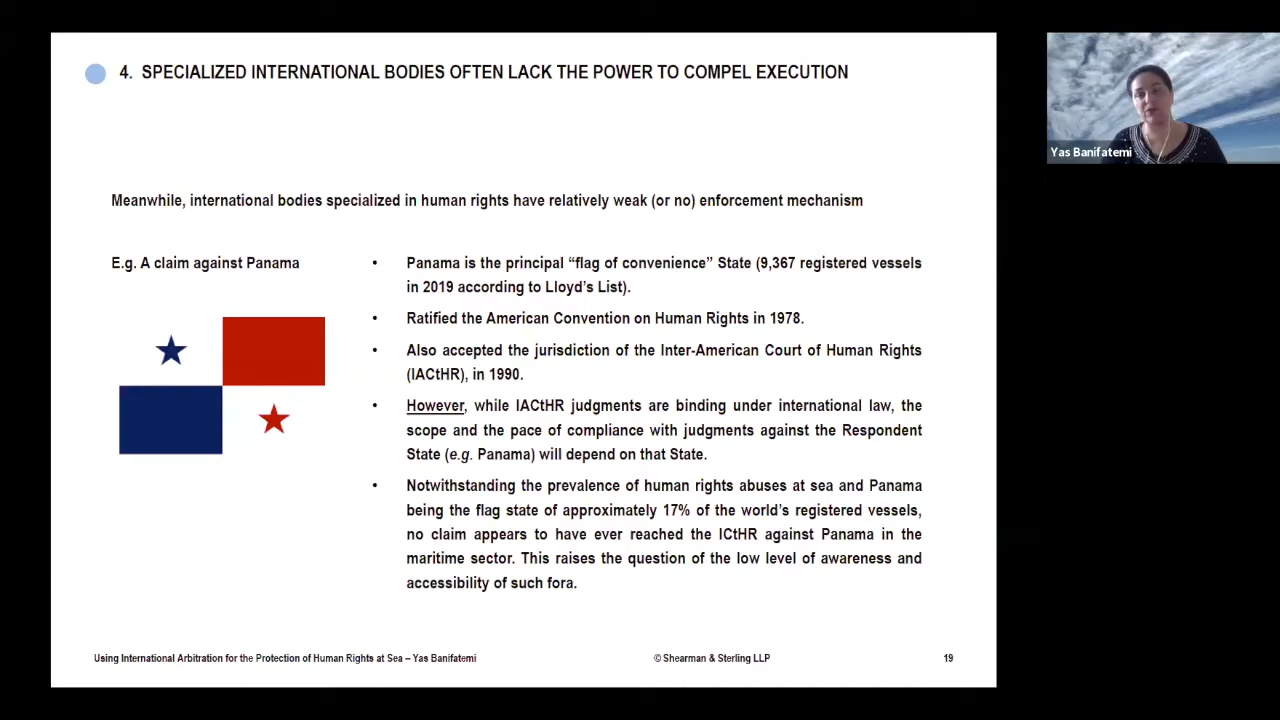 4. SPECIALIZED INTERNATIONAL BODIES OFTEN LACK THE POWER TO COMPEL EXECUTION
Yas Banifatemi
Meanwhile, international bodies specialized in human rights have relatively weak (or no) enforcement mechanism
E.g. A claim against Panama
• Panama is the principal “flag of convenience” State (9,367 registered vessels
in 2019 according to Lloyd’s List).
• Ratified the American Convention on Human Rights in 1978.
• Also accepted the jurisdiction of the Inter-American Court of Human Rights
(IACtHR), in 1990.
• However, while IACtHR judgments are binding under international law, the
scope and the pace of compliance with judgments against the Respondent
State (e.g. Panama) will depend on that State.
• Notwithstanding the prevalence of human rights abuses at sea and Panama
being the flag state of approximately 17% of the world’s registered vessels,
no claim appears to have ever reached the ICtHR against Panama in the
maritime sector. This raises the question of the low level of awareness and
accessibility of such fora.
Using International Arbitration for the Protection of Human Rights at Sea – Yas Banifatemi
© Shearman & Sterling LLP
19